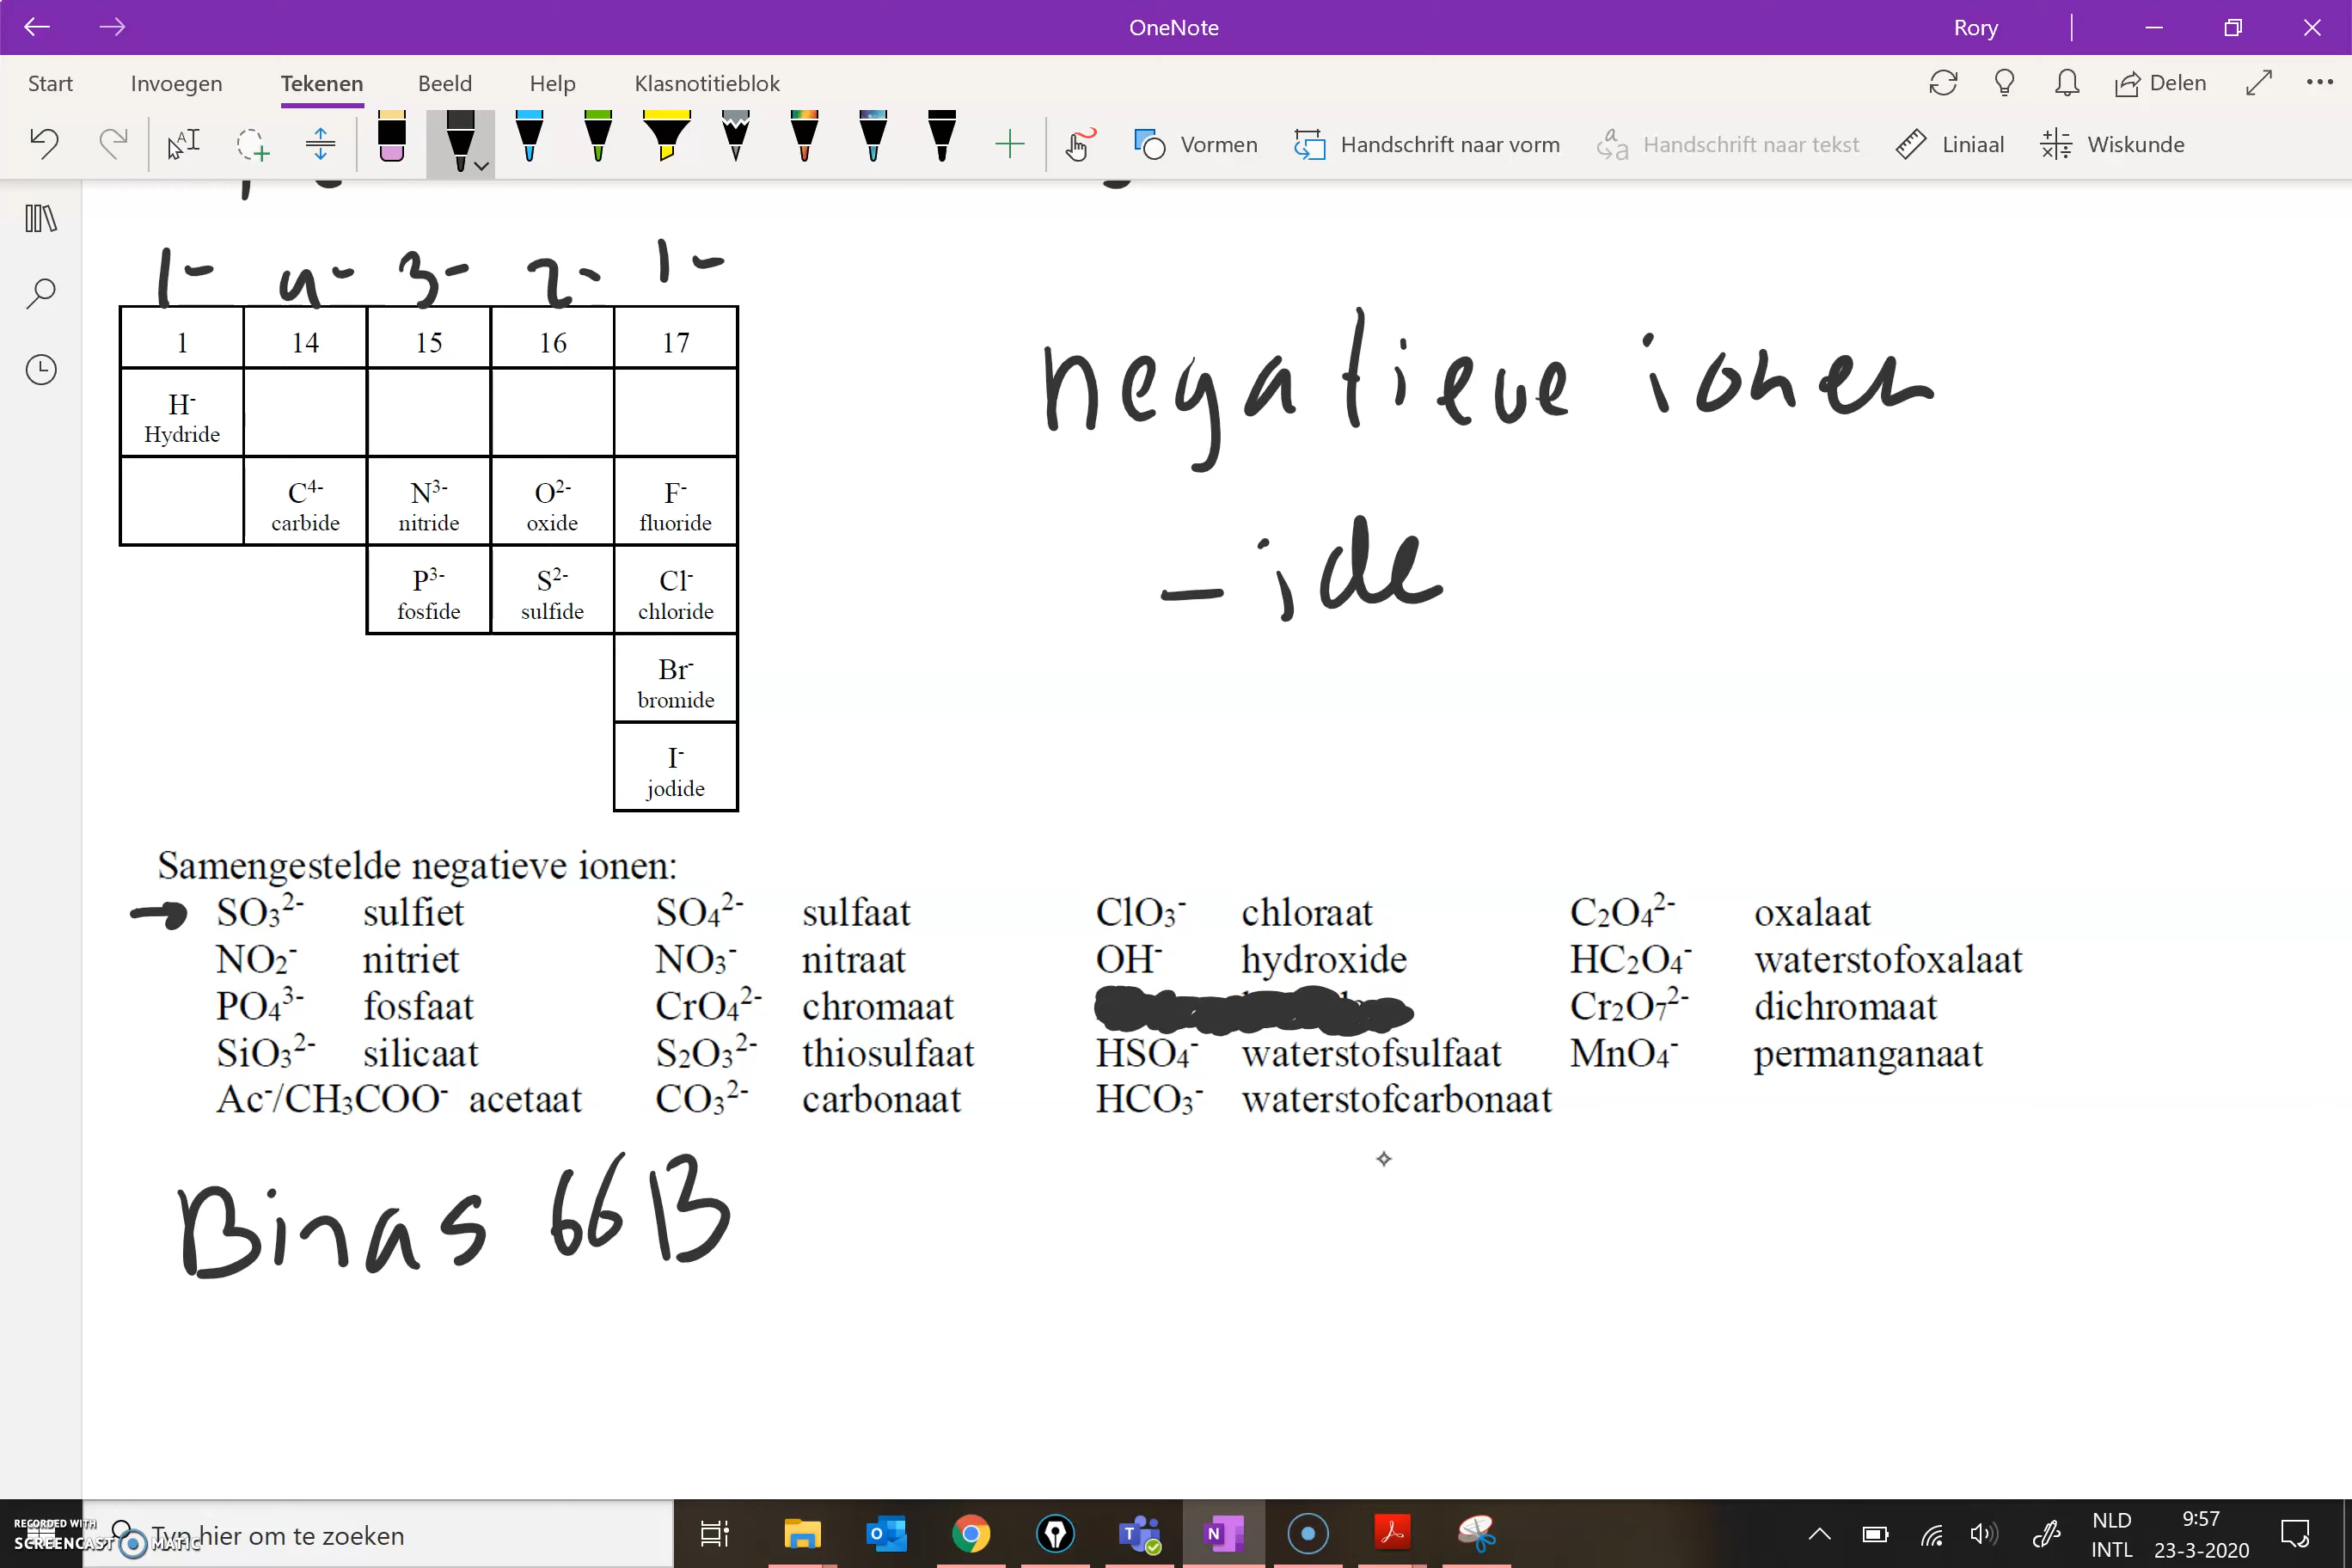 OneNote
Rory
Start Invoegen Tekenen Beeld Help Klasnotitieblok Delen
Vormen Handschrift naar vorm Handschrift naar tekst Liniaal Wiskunde
1- 4- 3- 2- 1-
1 14 15 16 17
H⁻
Hydride
C⁴⁻ N³⁻ O²⁻ F⁻
carbide nitride oxide fluoride
P³⁻ S²⁻ Cl⁻
fosfide sulfide chloride
Br⁻
bromide
I⁻
jodide
negatieve ionen
-ide
Samengestelde negatieve ionen:
SO₃²⁻ sulfiet SO₄²⁻ sulfaat ClO₃⁻ chloraat C₂O₄²⁻ oxalaat
NO₂⁻ nitriet NO₃⁻ nitraat OH⁻ hydroxide HC₂O₄⁻ waterstofoxalaat
PO₄³⁻ fosfaat CrO₄²⁻ chromaat Cr₂O₇²⁻ dichromaat
SiO₃²⁻ silicaat S₂O₃²⁻ thiosulfaat HSO₄⁻ waterstofsulfaat MnO₄⁻ permanganaat
Ac⁻/CH₃COO⁻ acetaat CO₃²⁻ carbonaat HCO₃⁻ waterstofcarbonaat
Binas 66B
RECORDED WITH
SCREENCAST MATIC
Typ hier om te zoeken
NLD
INTL
9:57
23-3-2020